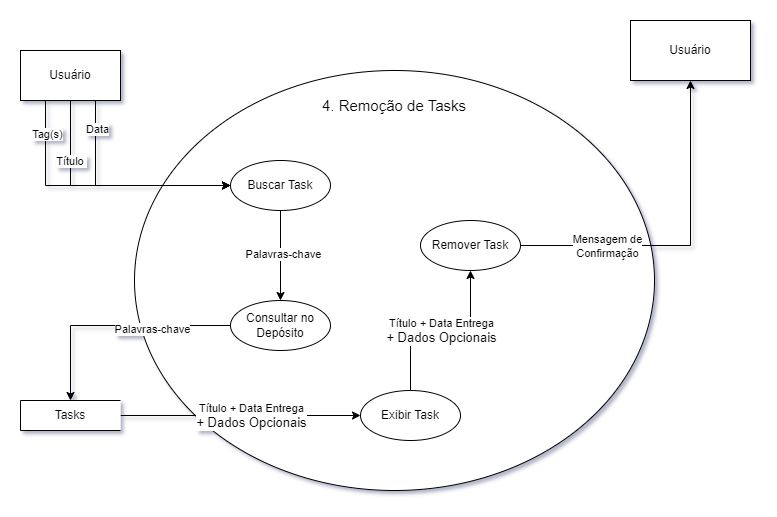 Usuário
Usuário
4. Remoção de Tasks
Tag(s)
Data
Título
Buscar Task
Palavras-chave
Remover Task
Mensagem de
Confirmação
Consultar no
Depósito
Palavras-chave
Título + Data Entrega
+ Dados Opcionais
Tasks
Título + Data Entrega
+ Dados Opcionais
Exibir Task